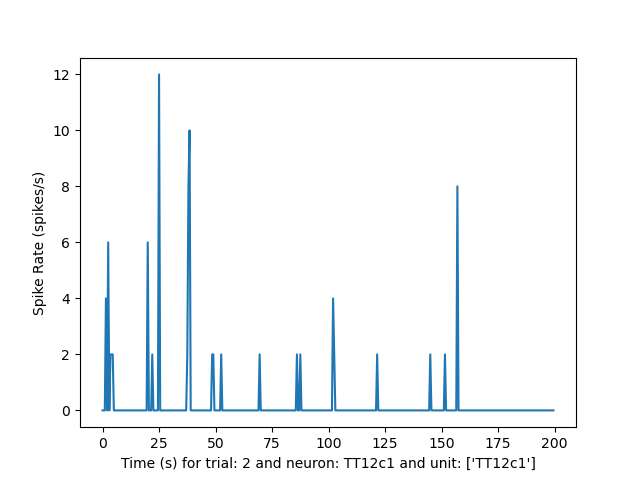 12
10
8
6
4
2
0
Spike Rate (spikes/s)
0 25 50 75 100 125 150 175 200
Time (s) for trial: 2 and neuron: TT12c1 and unit: ['TT12c1']